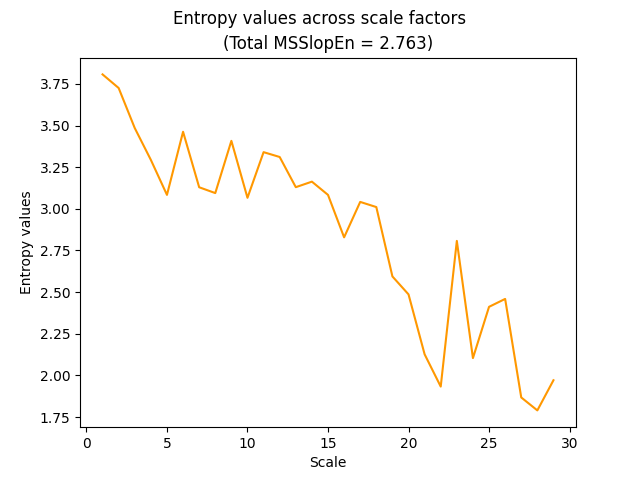 Entropy values across scale factors
(Total MSSlopEn = 2.763)
3.75
3.50
3.25
3.00
2.75
2.50
2.25
2.00
1.75
Entropy values
0 5 10 15 20 25 30
Scale